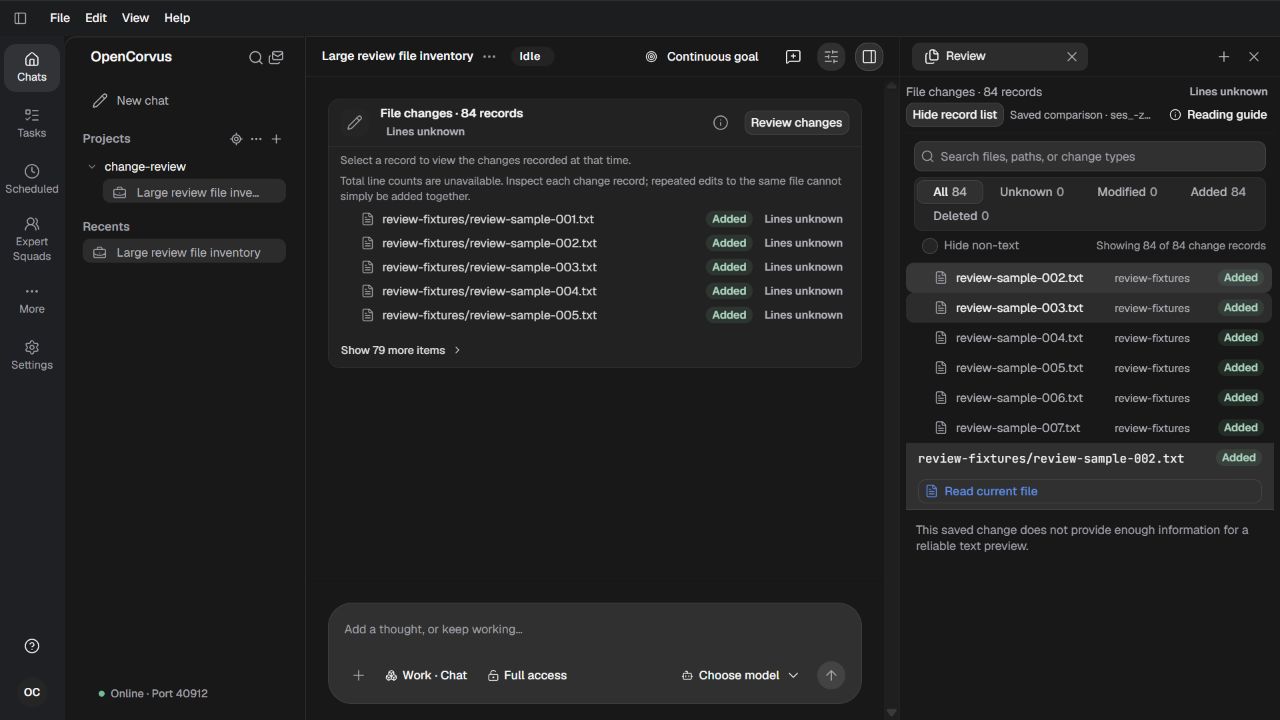 File Edit View Help
Chats
Tasks
Scheduled
Expert
Squads
More
Settings
OC
OpenCorvus
New chat
Projects
change-review
Large review file inve...
Recents
Large review file inventory
Online · Port 40912
Large review file inventory ··· Idle
Continuous goal
File changes · 84 records
Lines unknown
Review changes
Select a record to view the changes recorded at that time.
Total line counts are unavailable. Inspect each change record; repeated edits to the same file cannot
simply be added together.
review-fixtures/review-sample-001.txt Added Lines unknown
review-fixtures/review-sample-002.txt Added Lines unknown
review-fixtures/review-sample-003.txt Added Lines unknown
review-fixtures/review-sample-004.txt Added Lines unknown
review-fixtures/review-sample-005.txt Added Lines unknown
Show 79 more items
Add a thought, or keep working...
Work · Chat Full access Choose model
Review
File changes · 84 records Lines unknown
Hide record list Saved comparison · ses_-z... Reading guide
Search files, paths, or change types
All 84 Unknown 0 Modified 0 Added 84
Deleted 0
Hide non-text Showing 84 of 84 change records
review-sample-002.txt review-fixtures Added
review-sample-003.txt review-fixtures Added
review-sample-004.txt review-fixtures Added
review-sample-005.txt review-fixtures Added
review-sample-006.txt review-fixtures Added
review-sample-007.txt review-fixtures Added
review-fixtures/review-sample-002.txt Added
Read current file
This saved change does not provide enough information for a
reliable text preview.